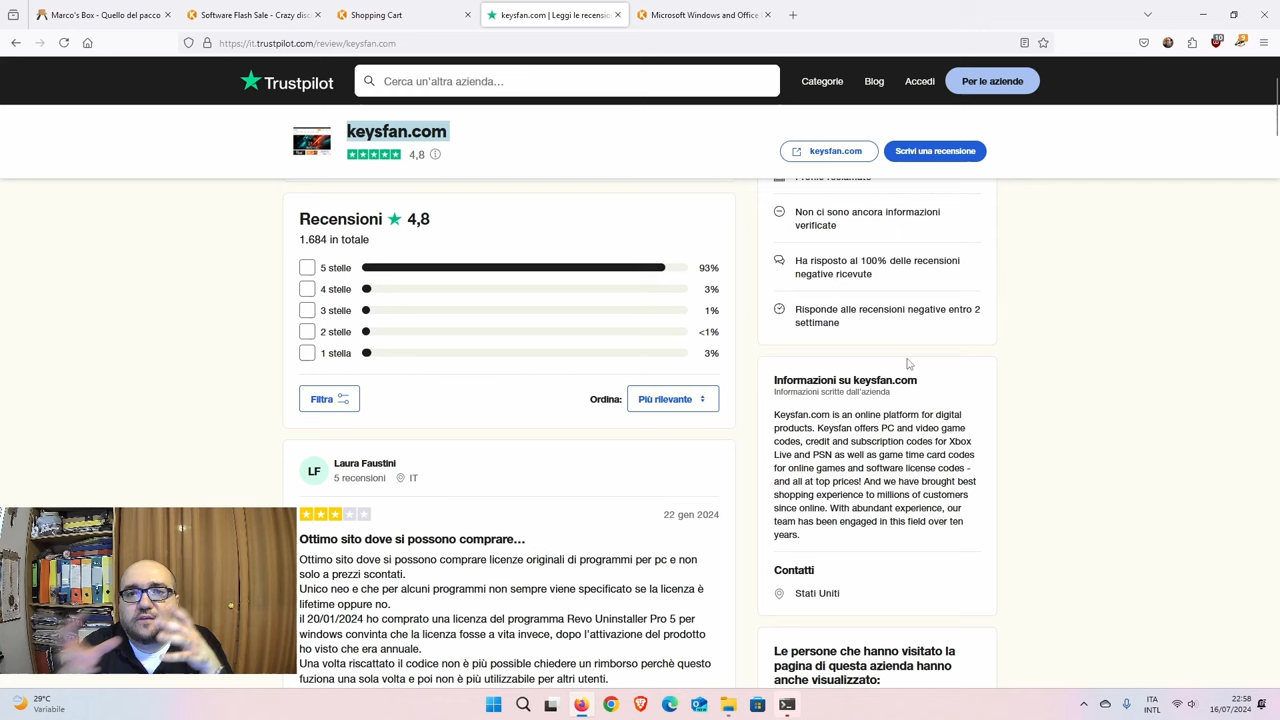 Marco's Box - Quello del pacco
Software Flash Sale - Crazy disc
Shopping Cart
keysfan.com | Leggi le recension
Microsoft Windows and Office
https://it.trustpilot.com/review/keysfan.com
10
Trustpilot
Cerca un'altra azienda…
Categorie
Blog
Accedi
Per le aziende
keysfan.com
4,8
keysfan.com
Scrivi una recensione
Recensioni ★ 4,8
1.684 in totale
5 stelle 93%
4 stelle 3%
3 stelle 1%
2 stelle <1%
1 stella 3%
Filtra
Ordina: Più rilevante
LF
Laura Faustini
5 recensioni IT
22 gen 2024
Ottimo sito dove si possono comprare…
Ottimo sito dove si possono comprare licenze originali di programmi per pc e non
solo a prezzi scontati.
Unico neo e che per alcuni programmi non sempre viene specificato se la licenza è
lifetime oppure no.
il 20/01/2024 ho comprato una licenza del programma Revo Uninstaller Pro 5 per
windows convinta che la licenza fosse a vita invece, dopo l'attivazione del prodotto
ho visto che era annuale.
Una volta riscattato il codice non è più possibile chiedere un rimborso perchè questo
fuziona una sola volta e poi non è più utilizzabile per altri utenti.
Profilo reclamato
Non ci sono ancora informazioni
verificate
Ha risposto al 100% delle recensioni
negative ricevute
Risponde alle recensioni negative entro 2
settimane
Informazioni su keysfan.com
Informazioni scritte dall'azienda
Keysfan.com is an online platform for digital
products. Keysfan offers PC and video game
codes, credit and subscription codes for Xbox
Live and PSN as well as game time card codes
for online games and software license codes -
and all at top prices! And we have brought best
shopping experience to millions of customers
since online. With abundant experience, our
team has been engaged in this field over ten
years.
Contatti
Stati Uniti
Le persone che hanno visitato la
pagina di questa azienda hanno
anche visualizzato:
29°C
Variabile
ITA
INTL
22:58
16/07/2024